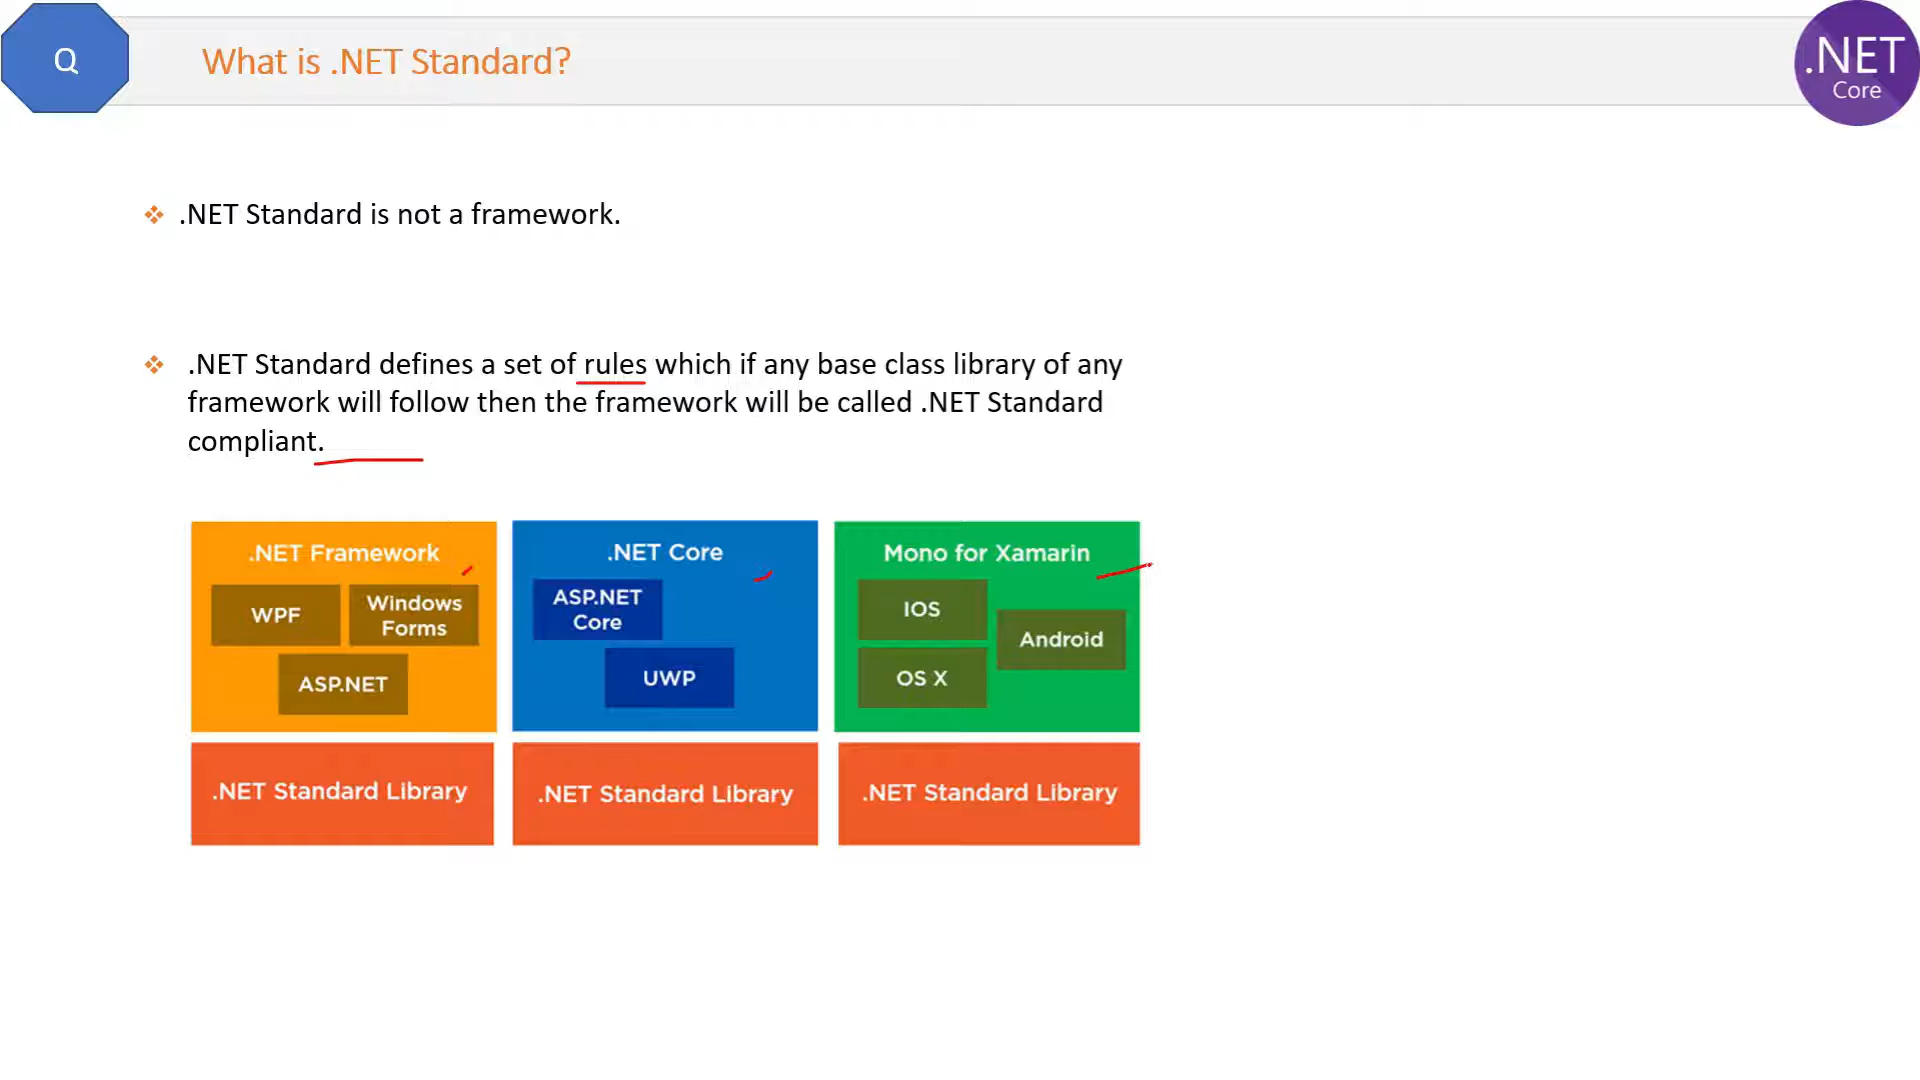 Q
What is .NET Standard?
.NET
Core
.NET Standard is not a framework.
.NET Standard defines a set of rules which if any base class library of any
framework will follow then the framework will be called .NET Standard
compliant.
.NET Framework
WPF
Windows
Forms
ASP.NET
.NET Core
ASP.NET
Core
UWP
Mono for Xamarin
IOS
Android
OS X
.NET Standard Library
.NET Standard Library
.NET Standard Library